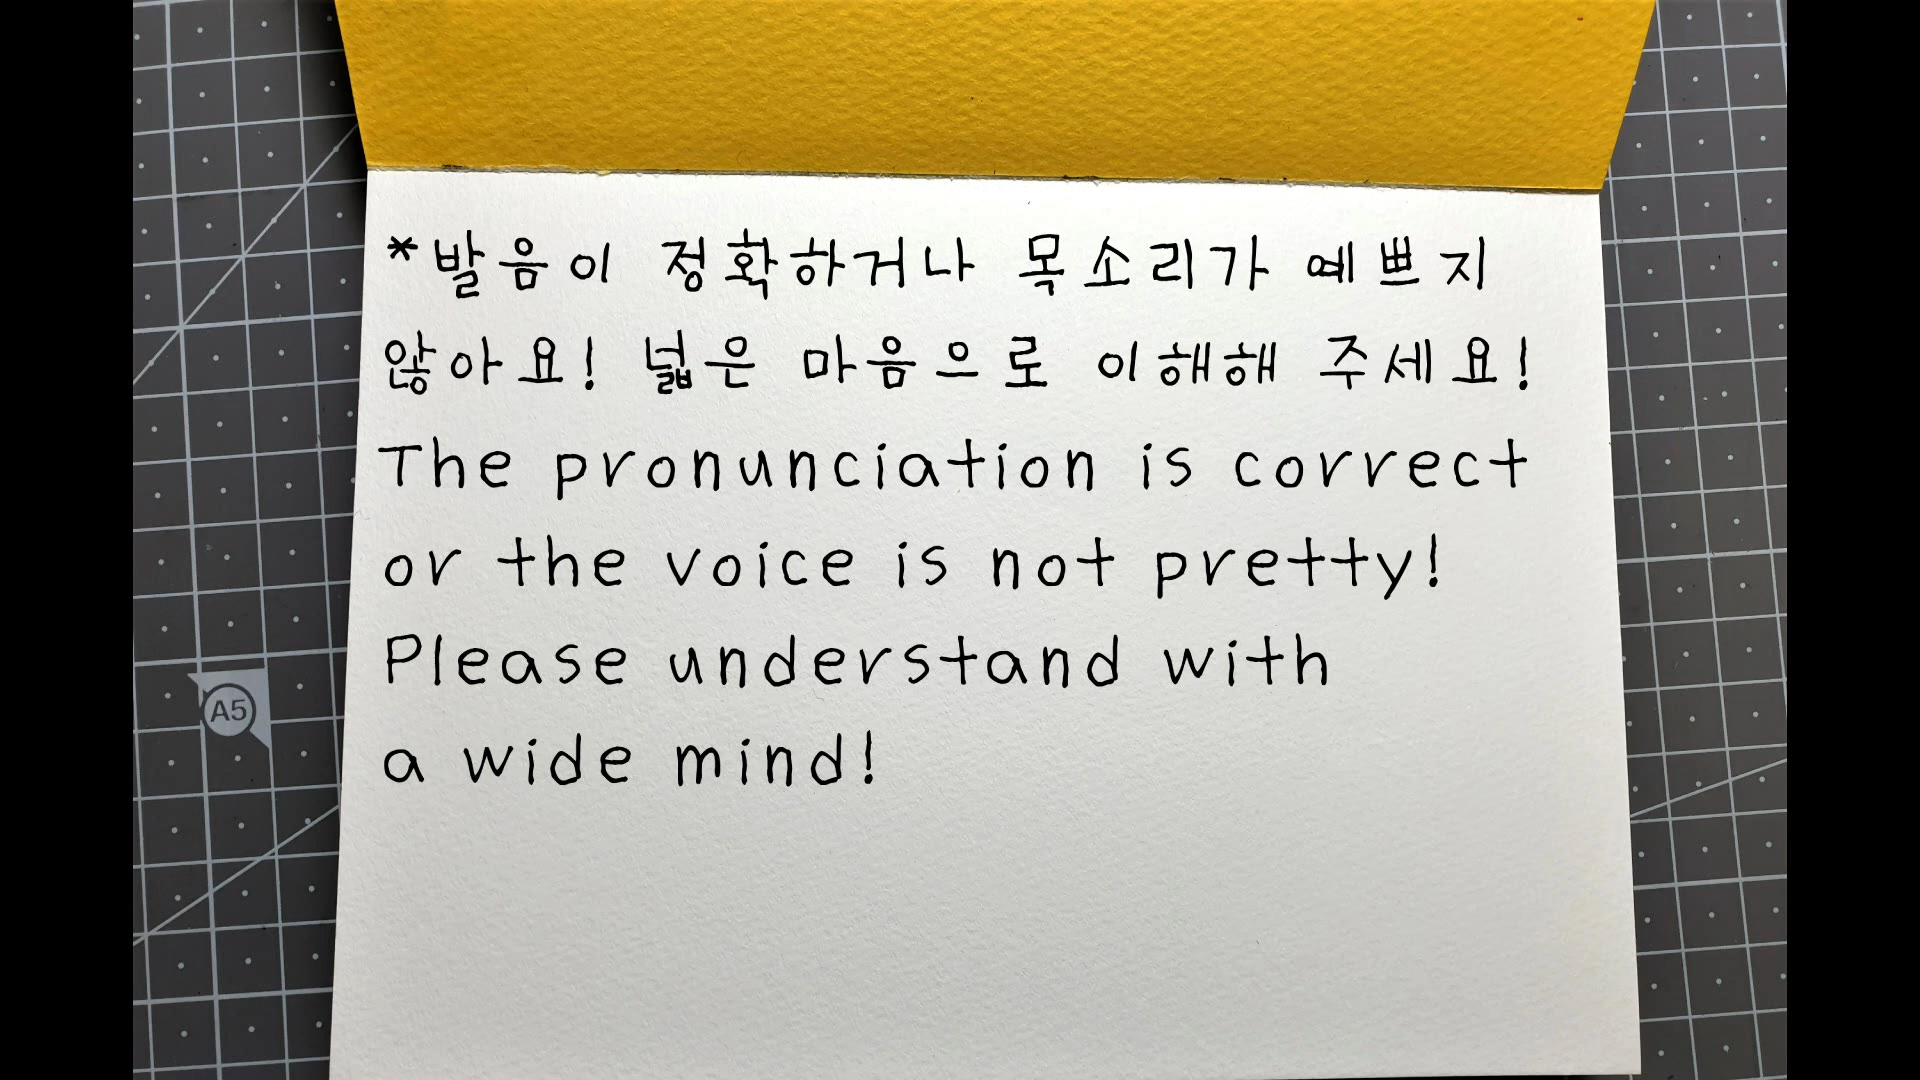 *발음이 정확하거나 목소리가 예쁘지
않아요! 넓은 마음으로 이해해 주세요!
The pronunciation is correct
or the voice is not pretty!
Please understand with
a wide mind!
A5